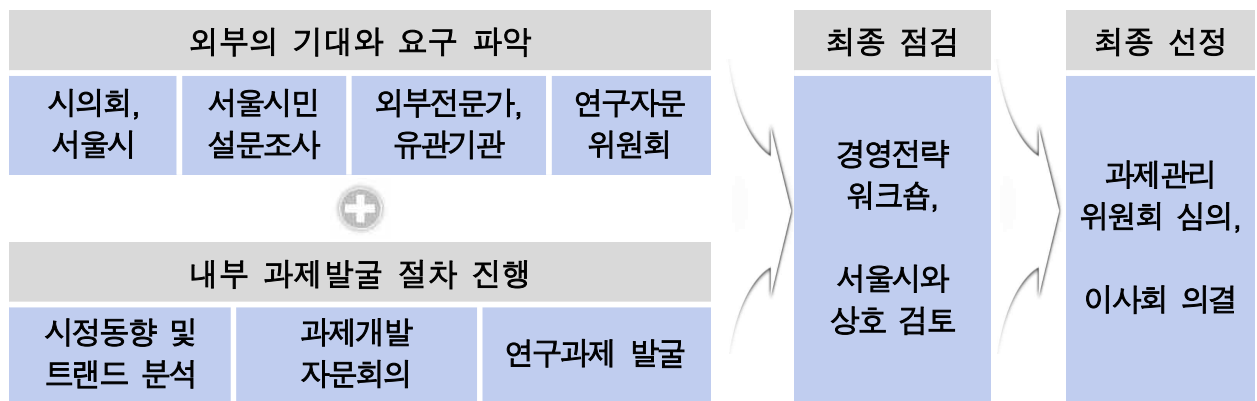 외부의 기대와 요구 파악
시의회,
서울시
서울시민
설문조사
외부전문가,
유관기관
연구자문
위원회
내부 과제발굴 절차 진행
시정동향 및
트랜드 분석
과제개발
자문회의
연구과제 발굴
최종 점검
경영전략
워크숍,
서울시와
상호 검토
최종 선정
과제관리
위원회 심의,
이사회 의결